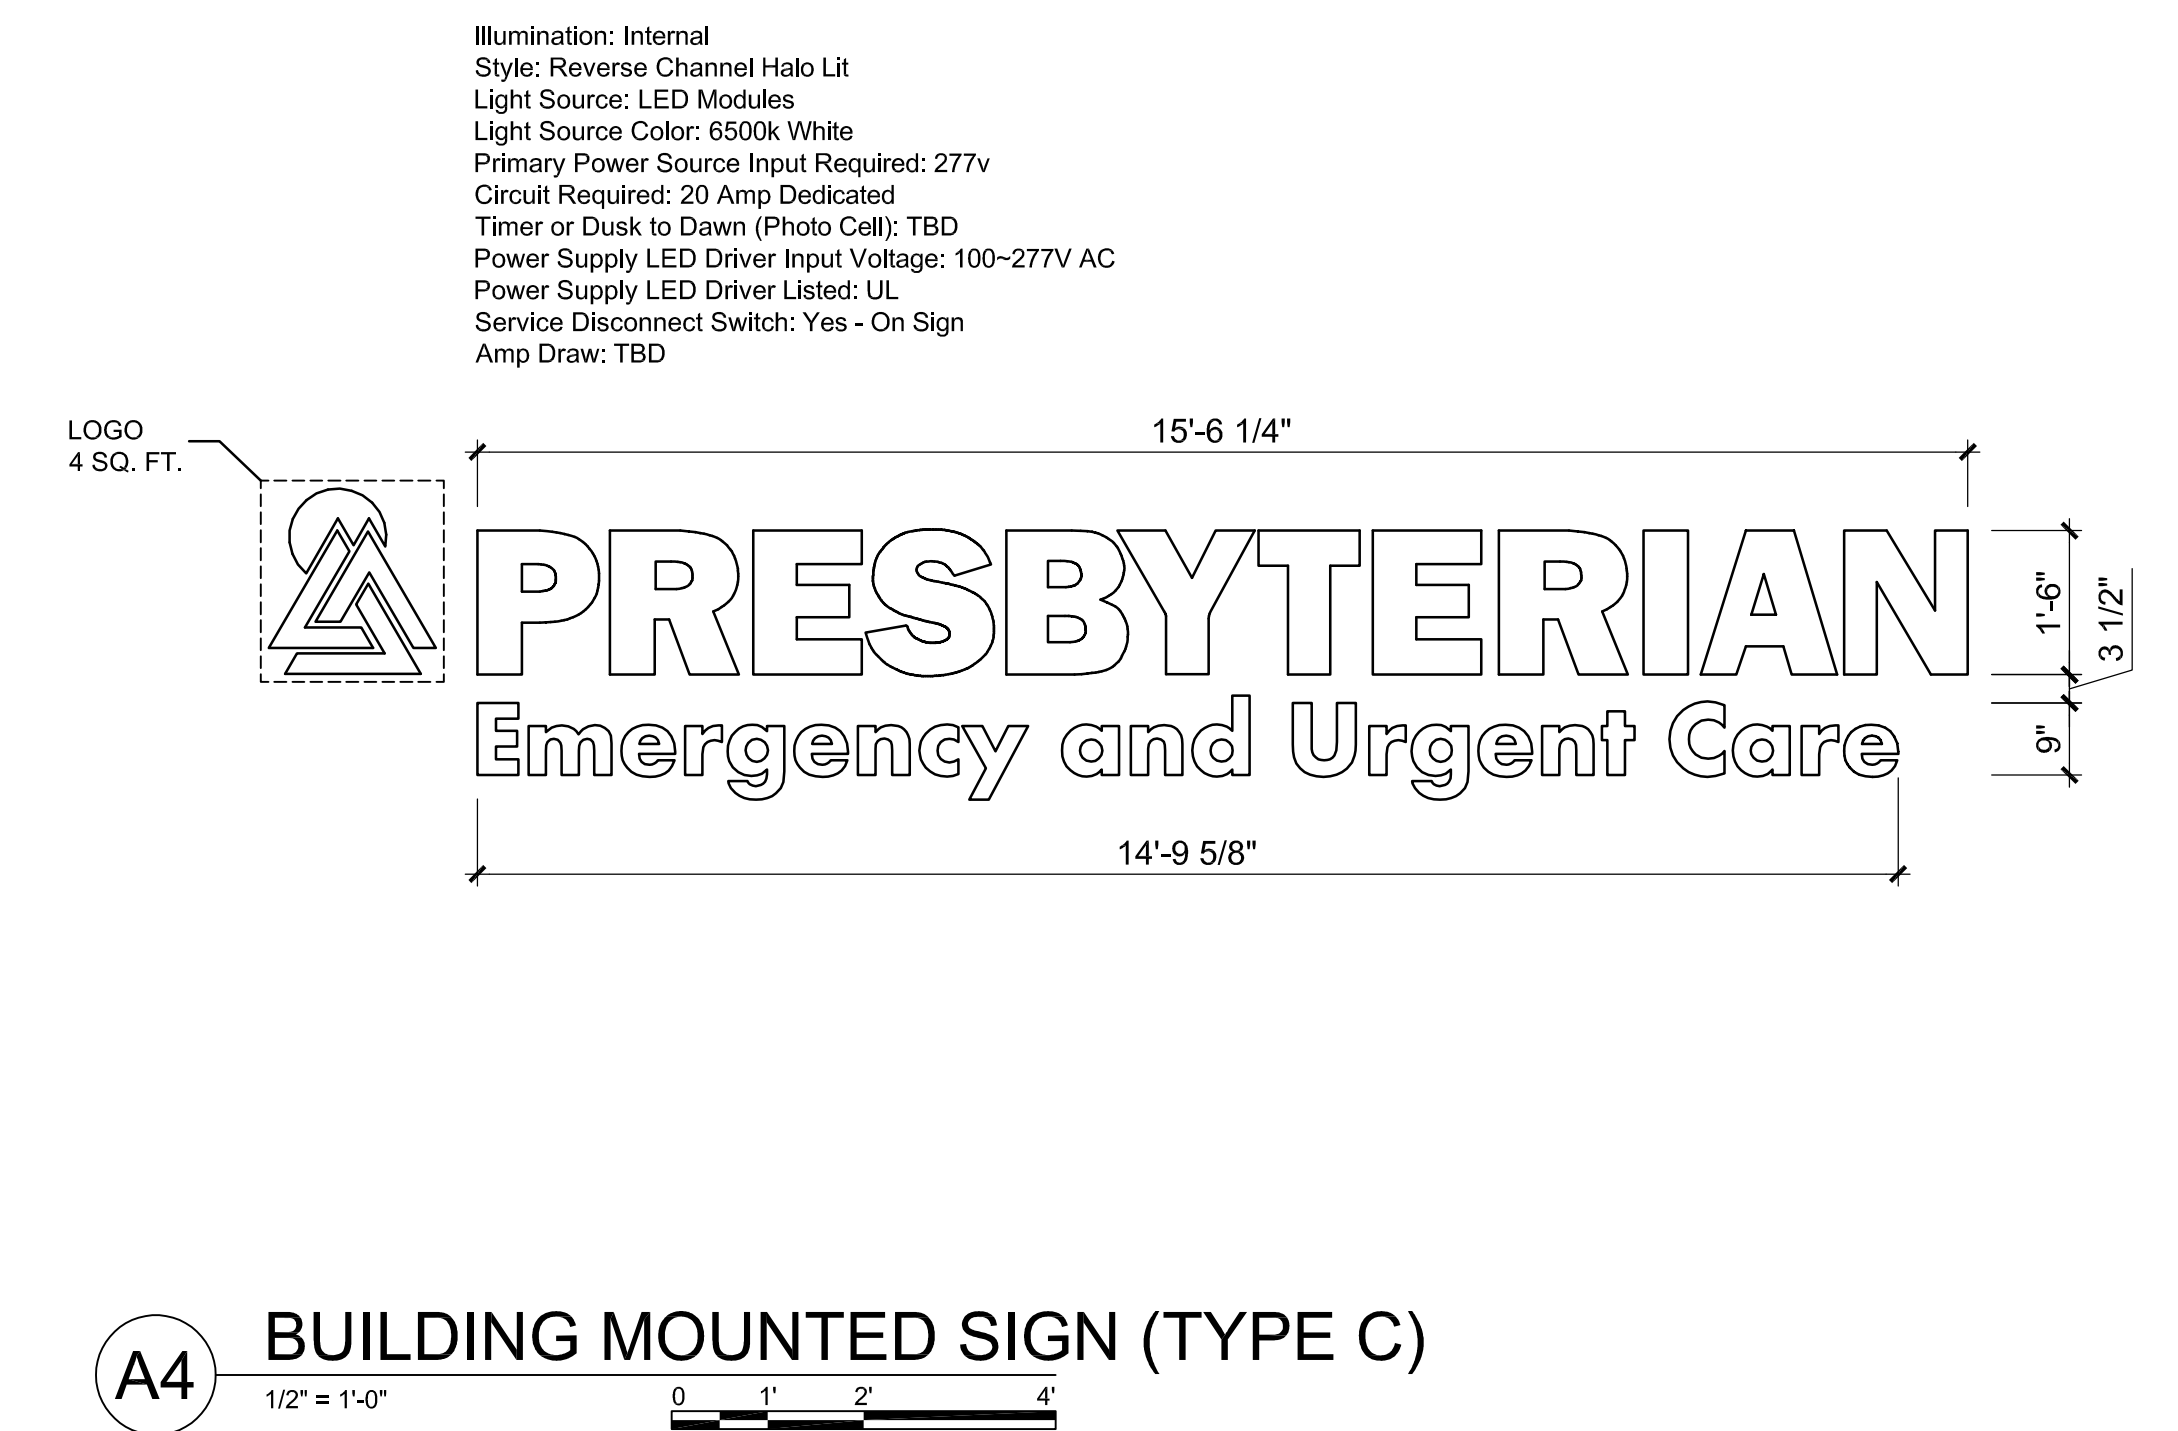 Illumination: Internal
Style: Reverse Channel Halo Lit
Light Source: LED Modules
Light Source Color: 6500k White
Primary Power Source Input Required: 277v
Circuit Required: 20 Amp Dedicated
Timer or Dusk to Dawn (Photo Cell): TBD
Power Supply LED Driver Input Voltage: 100~277V AC
Power Supply LED Driver Listed: UL
Service Disconnect Switch: Yes - On Sign
Amp Draw: TBD
LOGO
4 SQ. FT.
15'-6 1/4"
PRESBYTERIAN
1'-6"
3 1/2"
Emergency and Urgent Care
9"
14'-9 5/8"
A4
BUILDING MOUNTED SIGN (TYPE C)
1/2" = 1'-0"
0 1' 2' 4'